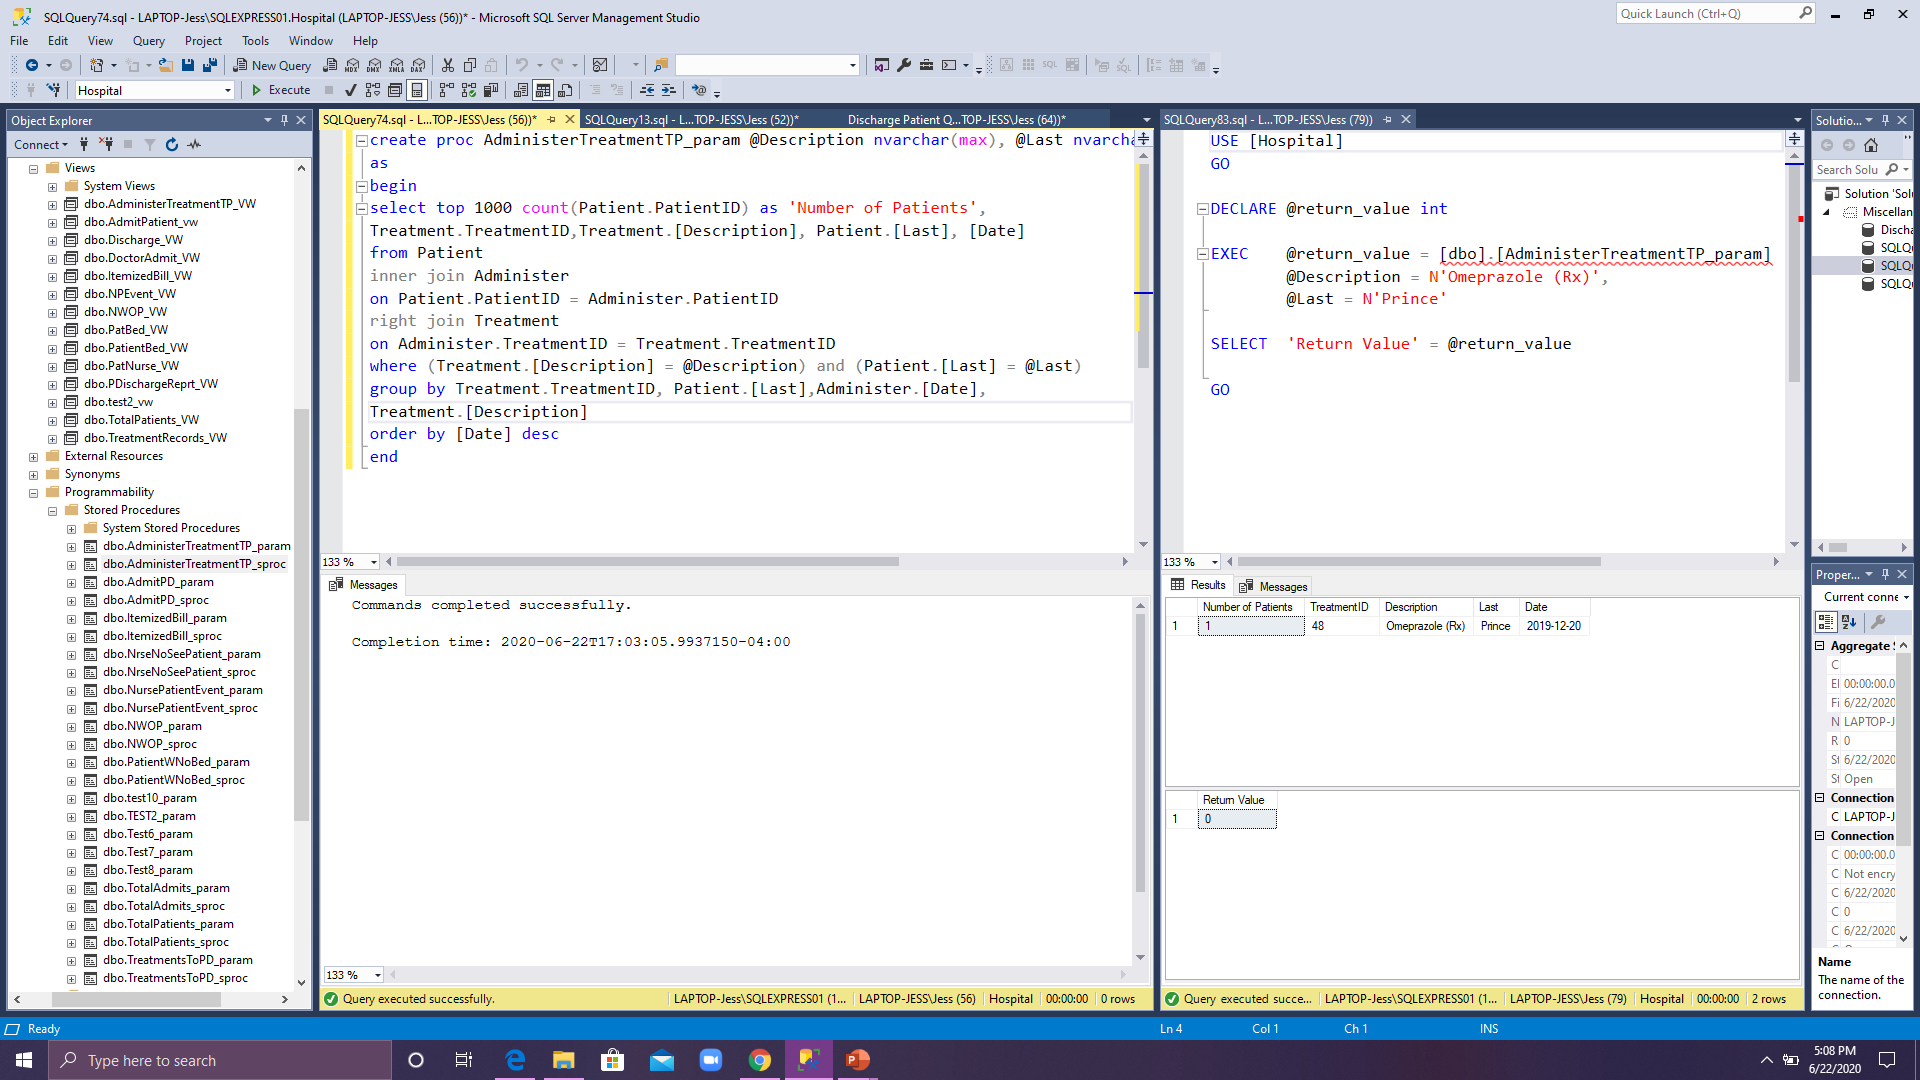 SQLQuery74.sql - LAPTOP-Jess\SQLEXPRESS01.Hospital (LAPTOP-JESS\Jess (56))* - Microsoft SQL Server Management Studio
Quick Launch (Ctrl+Q)
File Edit View Query Project Tools Window Help
New Query
MDX DMX XMLA DAX
Hospital
Execute
Object Explorer
Connect
Views
System Views
dbo.AdministerTreatmentTP_VW
dbo.AdmitPatient_vw
dbo.Discharge_VW
dbo.DoctorAdmit_VW
dbo.ItemizedBill_VW
dbo.NPEvent_VW
dbo.NWOP_VW
dbo.PatBed_VW
dbo.PatientBed_VW
dbo.PatNurse_VW
dbo.PDischargeReprt_VW
dbo.test2_vw
dbo.TotalPatients_VW
dbo.TreatmentRecords_VW
External Resources
Synonyms
Programmability
Stored Procedures
System Stored Procedures
dbo.AdministerTreatmentTP_param
dbo.AdministerTreatmentTP_sproc
dbo.AdmitPD_param
dbo.AdmitPD_sproc
dbo.ItemizedBill_param
dbo.ItemizedBill_sproc
dbo.NrseNoSeePatient_param
dbo.NrseNoSeePatient_sproc
dbo.NursePatientEvent_param
dbo.NursePatientEvent_sproc
dbo.NWOP_param
dbo.NWOP_sproc
dbo.PatientWNoBed_param
dbo.PatientWNoBed_sproc
dbo.test10_param
dbo.TEST2_param
dbo.Test6_param
dbo.Test7_param
dbo.Test8_param
dbo.TotalAdmits_param
dbo.TotalAdmits_sproc
dbo.TotalPatients_param
dbo.TotalPatients_sproc
dbo.TreatmentsToPD_param
dbo.TreatmentsToPD_sproc
SQLQuery74.sql - L...TOP-JESS\Jess (56))* SQLQuery13.sql - L...TOP-JESS\Jess (52))* Discharge Patient Q...TOP-JESS\Jess (64))*
create proc AdministerTreatmentTP_param @Description nvarchar(max), @Last nvarcha
as
begin
select top 1000 count(Patient.PatientID) as 'Number of Patients',
Treatment.TreatmentID,Treatment.[Description], Patient.[Last], [Date]
from Patient
inner join Administer
on Patient.PatientID = Administer.PatientID
right join Treatment
on Administer.TreatmentID = Treatment.TreatmentID
where (Treatment.[Description] = @Description) and (Patient.[Last] = @Last)
group by Treatment.TreatmentID, Patient.[Last],Administer.[Date],
Treatment.[Description]
order by [Date] desc
end
133 %
Messages
Commands completed successfully.
Completion time: 2020-06-22T17:03:05.9937150-04:00
133 %
Query executed successfully. LAPTOP-Jess\SQLEXPRESS01 (1... LAPTOP-JESS\Jess (56) Hospital 00:00:00 0 rows
SQLQuery83.sql - L...TOP-JESS\Jess (79))
USE [Hospital]
GO
DECLARE @return_value int
EXEC @return_value = [dbo].[AdministerTreatmentTP_param]
@Description = N'Omeprazole (Rx)',
@Last = N'Prince'
SELECT 'Return Value' = @return_value
GO
133 %
Results Messages
Number of Patients TreatmentID Description Last Date
1 1 48 Omeprazole (Rx) Prince 2019-12-20
Return Value
1 0
Query executed succe... LAPTOP-Jess\SQLEXPRESS01 (1... LAPTOP-JESS\Jess (79) Hospital 00:00:00 2 rows
Solutio...
Search Solu
Solution 'Solu
Miscellan
Discha
SQLQu
SQLQu
SQLQu
Proper...
Current conne
Aggregate S
C
El 00:00:00.0
Fi 6/22/2020
N LAPTOP-J
R 0
St 6/22/2020
St Open
Connection
C LAPTOP-J
Connection
C 00:00:00.0
C Not encry
C 6/22/2020
C 0
C 6/22/2020
Name
The name of the
connection.
Ready Ln 4 Col 1 Ch 1 INS
Type here to search
5:08 PM
6/22/2020